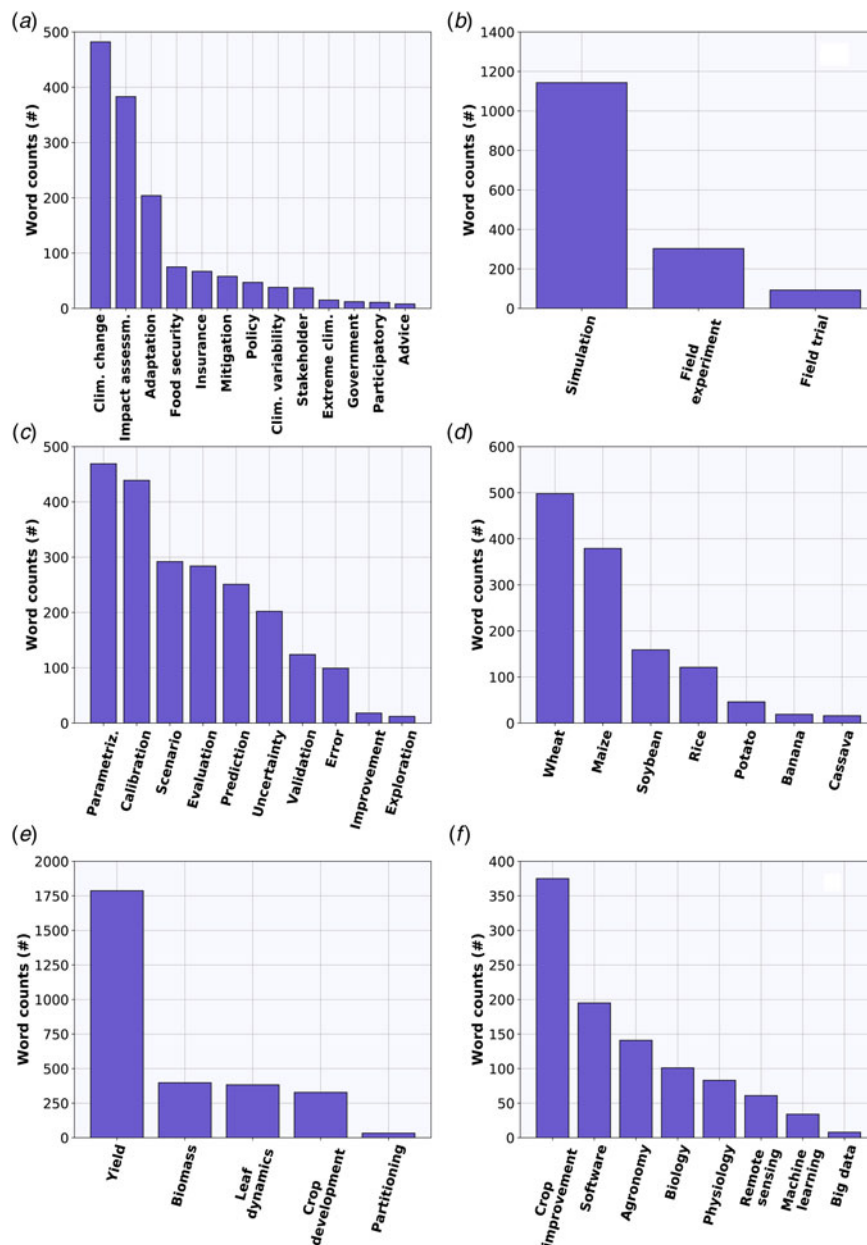 (a)
500
400
300
200
100
0
Word counts (#)
Clim. change
Impact assessm.
Adaptation
Food security
Insurance
Mitigation
Policy
Clim. variability
Stakeholder
Extreme clim.
Government
Participatory
Advice
(b)
1400
1200
1000
800
600
400
200
0
Word counts (#)
Simulation
Field
experiment
Field trial
(c)
500
400
300
200
100
0
Word counts (#)
Parametriz.
Calibration
Scenario
Evaluation
Prediction
Uncertainty
Validation
Error
Improvement
Exploration
(d)
600
500
400
300
200
100
0
Word counts (#)
Wheat
Maize
Soybean
Rice
Potato
Banana
Cassava
(e)
2000
1750
1500
1250
1000
750
500
250
0
Word counts (#)
Yield
Biomass
Leaf
dynamics
Crop
development
Partitioning
(f)
400
350
300
250
200
150
100
50
0
Word counts (#)
Crop
improvement
Software
Agronomy
Biology
Physiology
Remote
sensing
Machine
learning
Big data